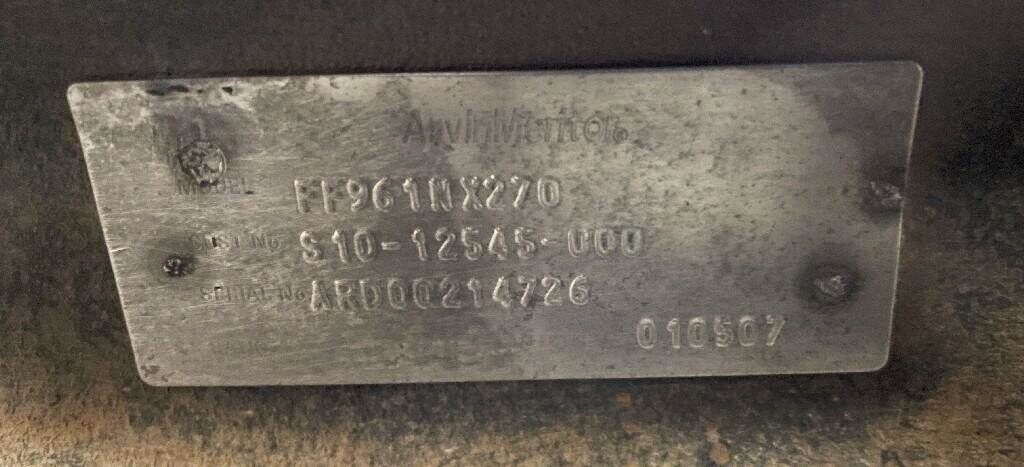 ArvinMeritor
MODEL FF961NX270
CUST No. S10-12545-000
SERIAL No. ARD00214726
010507